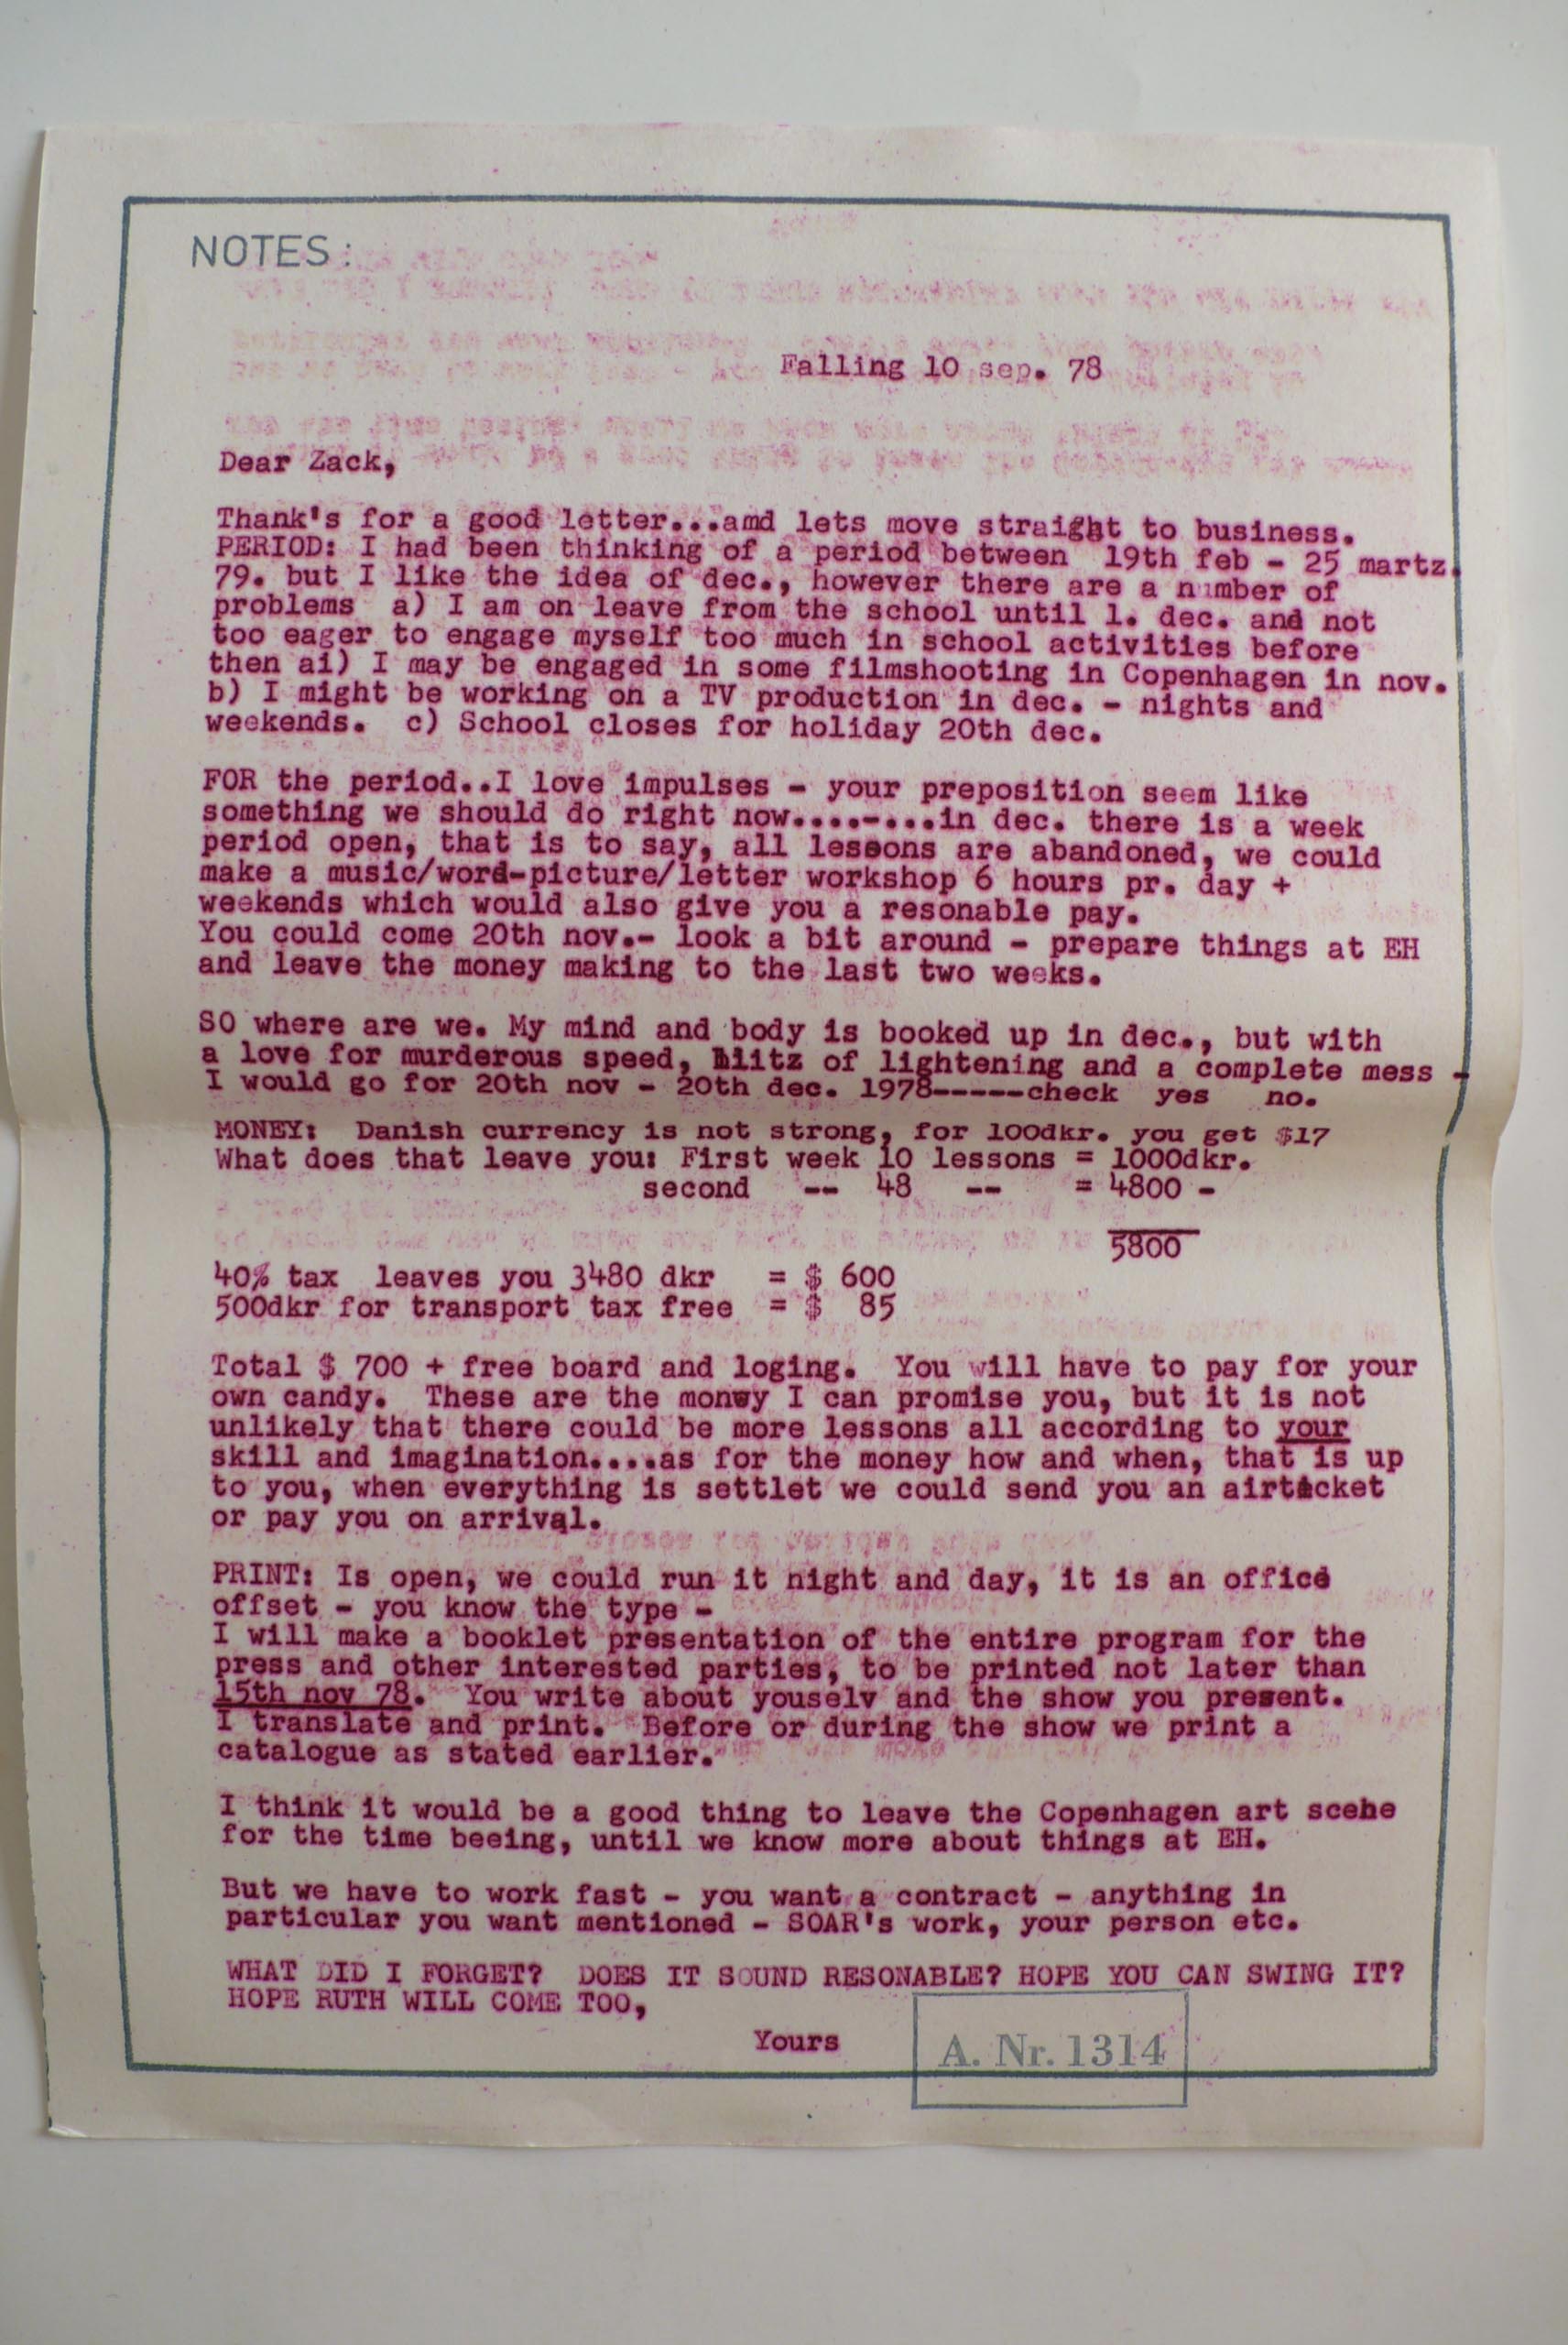 NOTES:
Falling 10 sep. 78
Dear Zack,
Thank's for a good letter...amd lets move straight to business.
PERIOD: I had been thinking of a period between 19th feb - 25 martz.
79. but I like the idea of dec., however there are a number of
problems a) I am on leave from the school until 1. dec. and not
too eager to engage myself too much in school activities before
then ai) I may be engaged in some filmshooting in Copenhagen in nov.
b) I might be working on a TV production in dec. - nights and
weekends. c) School closes for holiday 20th dec.
FOR the period..I love impulses - your preposition seem like
something we should do right now....-...in dec. there is a week
period open, that is to say, all lessons are abandoned, we could
make a music/word-picture/letter workshop 6 hours pr. day +
weekends which would also give you a resonable pay.
You could come 20th nov.- look a bit around - prepare things at EH
and leave the money making to the last two weeks.
SO where are we. My mind and body is booked up in dec., but with
a love for murderous speed, blitz of lightening and a complete mess -
I would go for 20th nov - 20th dec. 1978-----check yes no.
MONEY: Danish currency is not strong, for 100dkr. you get $17
What does that leave you: First week 10 lessons = 1000dkr.
second -- 48 -- = 4800 -
5800
40% tax leaves you 3480 dkr = $ 600
500dkr for transport tax free = $ 85
Total $ 700 + free board and loging. You will have to pay for your
own candy. These are the monwy I can promise you, but it is not
unlikely that there could be more lessons all according to your
skill and imagination....as for the money how and when, that is up
to you, when everything is settlet we could send you an airticket
or pay you on arrival.
PRINT: Is open, we could run it night and day, it is an office
offset - you know the type -
I will make a booklet presentation of the entire program for the
press and other interested parties, to be printed not later than
15th nov 78. You write about youselv and the show you present.
I translate and print. Before or during the show we print a
catalogue as stated earlier.
I think it would be a good thing to leave the Copenhagen art scene
for the time beeing, until we know more about things at EH.
But we have to work fast - you want a contract - anything in
particular you want mentioned - SOAR's work, your person etc.
WHAT DID I FORGET? DOES IT SOUND RESONABLE? HOPE YOU CAN SWING IT?
HOPE RUTH WILL COME TOO,
Yours
A. Nr. 1314